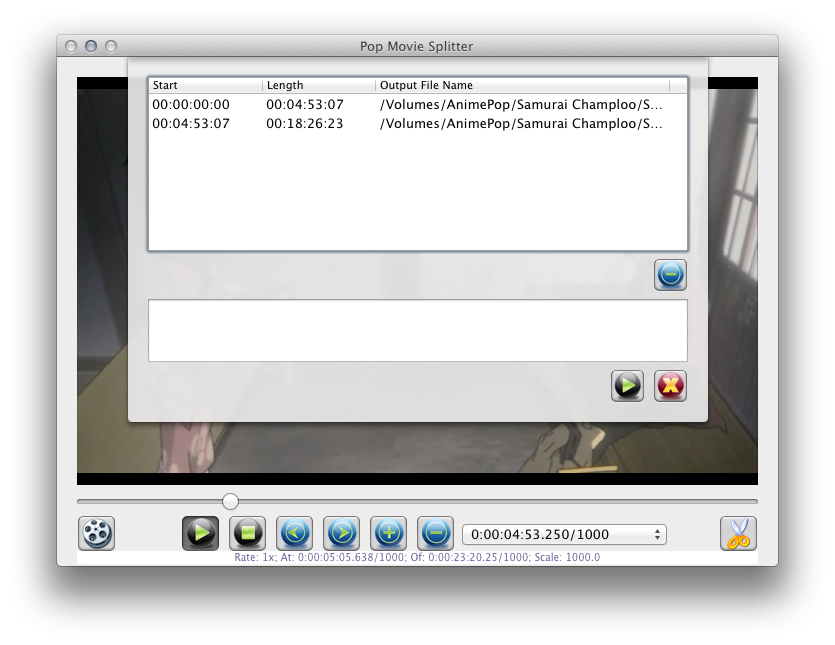 Pop Movie Splitter
Start Length Output File Name
00:00:00:00 00:04:53:07 /Volumes/AnimePop/Samurai Champloo/S...
00:04:53:07 00:18:26:23 /Volumes/AnimePop/Samurai Champloo/S...
0:00:04:53.250/1000
Rate: 1x; At: 0:00:05:05.638/1000; Of: 0:00:23:20.25/1000; Scale: 1000.0